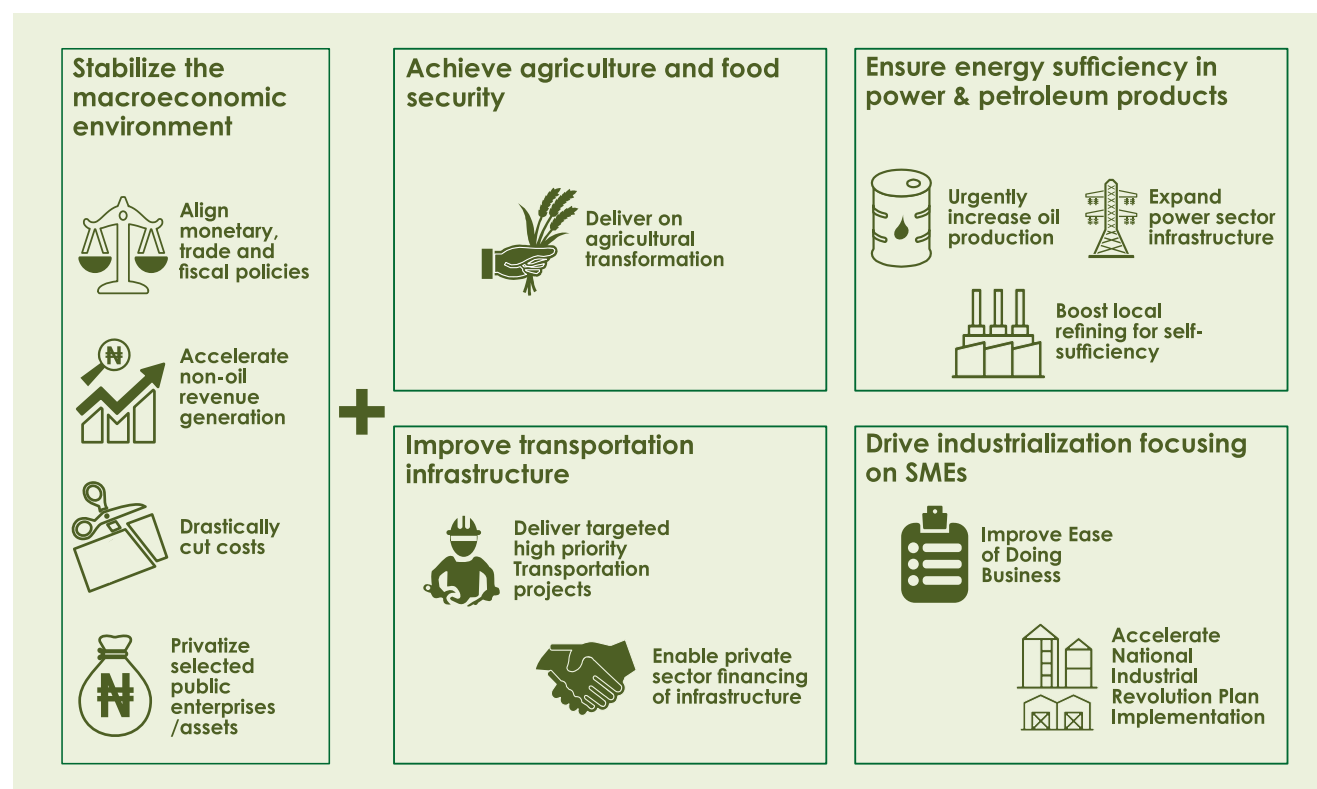 Stabilize the
macroeconomic
environment
Align
monetary,
trade and
fiscal policies
₦
Accelerate
non-oil
revenue
generation
Drastically
cut costs
₦
Privatize
selected
public
enterprises
/assets
+
Achieve agriculture and food
security
Deliver on
agricultural
transformation
Ensure energy sufficiency in
power & petroleum products
Urgently
increase oil
production
Expand
power sector
infrastructure
Boost local
refining for self-
sufficiency
Improve transportation
infrastructure
Deliver targeted
high priority
Transportation
projects
Enable private
sector financing
of infrastructure
Drive industrialization focusing
on SMEs
Improve Ease
of Doing
Business
Accelerate
National
Industrial
Revolution Plan
Implementation